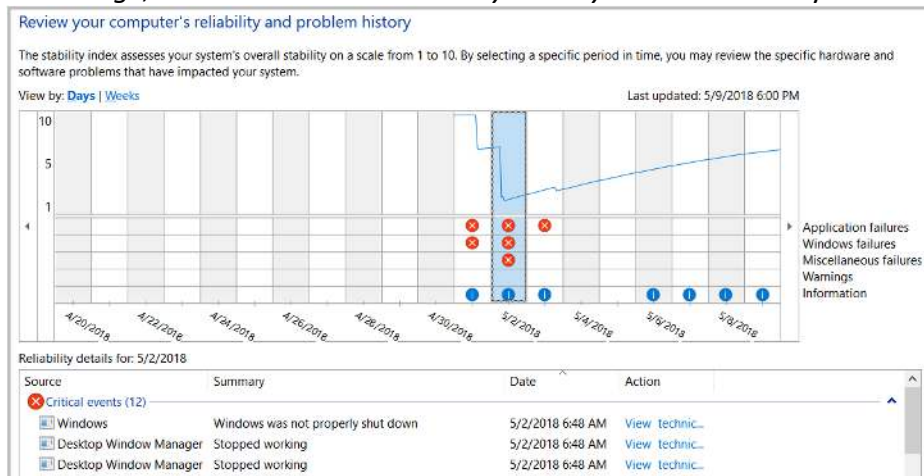 Review your computer's reliability and problem history
The stability index assesses your system's overall stability on a scale from 1 to 10. By selecting a specific period in time, you may review the specific hardware and
software problems that have impacted your system.
View by: Days | Weeks
Last updated: 5/9/2018 6:00 PM
10
5
1
Application failures
Windows failures
Miscellaneous failures
Warnings
Information
4/20/2018 4/22/2018 4/24/2018 4/26/2018 4/28/2018 4/30/2018 5/2/2018 5/4/2018 5/6/2018 5/8/2018
Reliability details for: 5/2/2018
Source Summary Date Action
Critical events (12)
Windows Windows was not properly shut down 5/2/2018 6:48 AM View technic...
Desktop Window Manager Stopped working 5/2/2018 6:48 AM View technic...
Desktop Window Manager Stopped working 5/2/2018 6:48 AM View technic...